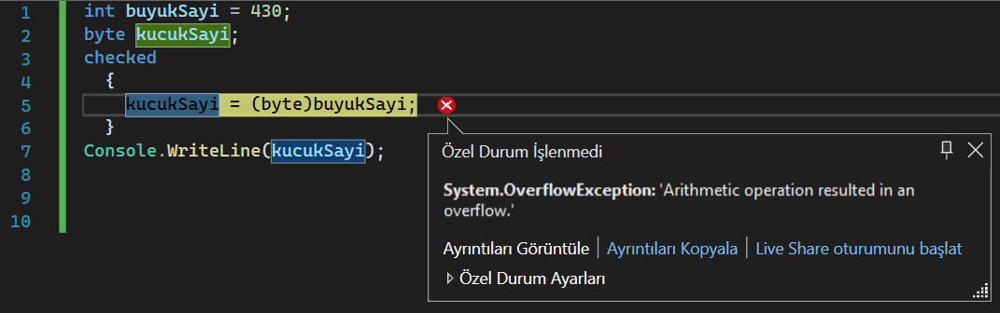 1 int buyukSayi = 430;
2 byte kucukSayi;
3 checked
4 {
5 kucukSayi = (byte)buyukSayi;
6 }
7 Console.WriteLine(kucukSayi);
8
9
10
Özel Durum İşlenmedi
System.OverflowException: 'Arithmetic operation resulted in an
overflow.'
Ayrıntıları Görüntüle | Ayrıntıları Kopyala | Live Share oturumunu başlat
Özel Durum Ayarları